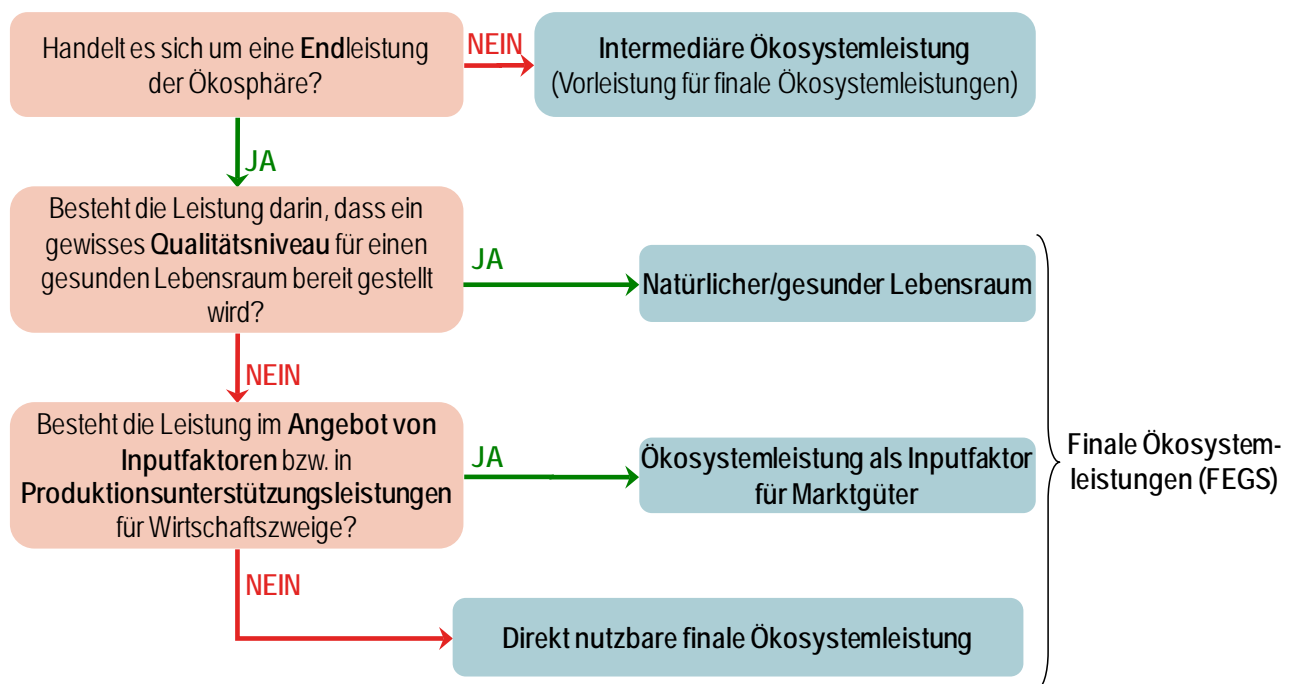 Handelt es sich um eine Endleistung
der Ökosphäre?
NEIN
Intermediäre Ökosystemleistung
(Vorleistung für finale Ökosystemleistungen)
JA
Besteht die Leistung darin, dass ein
gewisses Qualitätsniveau für einen
gesunden Lebensraum bereit gestellt
wird?
JA
Natürlicher/gesunder Lebensraum
NEIN
Besteht die Leistung im Angebot von
Inputfaktoren bzw. in
Produktionsunterstützungsleistungen
für Wirtschaftszweige?
JA
Ökosystemleistung als Inputfaktor
für Marktgüter
Finale Ökosystem-
leistungen (FEGS)
NEIN
Direkt nutzbare finale Ökosystemleistung